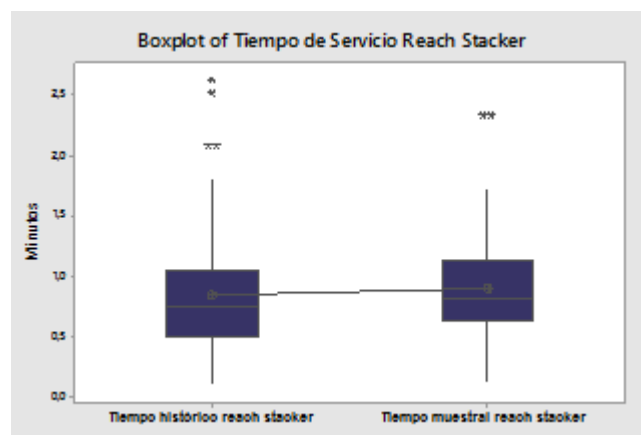 Boxplot of Tiempo de Servicio Reach Stacker
Minutos
2,5
2,0
1,5
1,0
0,5
0,0
Tiempo histórico reach stacker
Tiempo muestral reach stacker